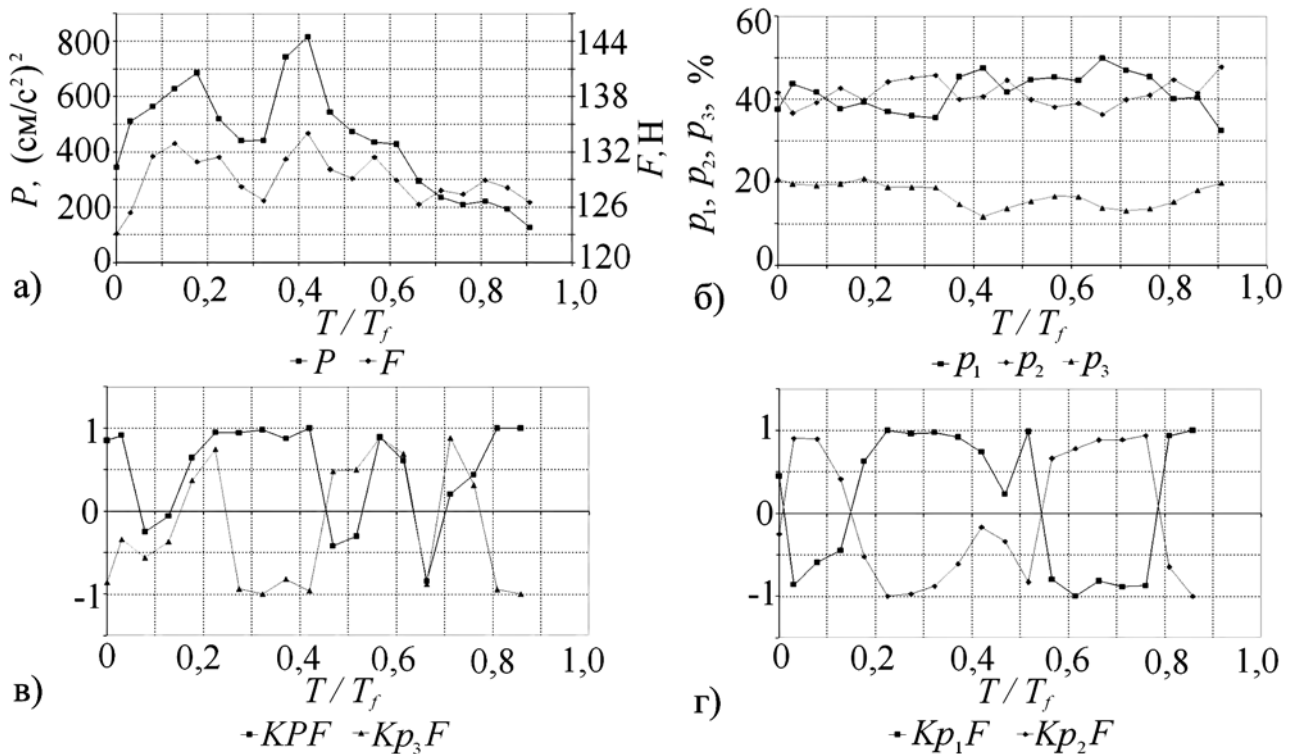 800
600
400
200
0
P, (см/с⁻²)²
144
138
132
126
120
F, Н
0 0,2 0,4 0,6 0,8 1,0
T / T_f
а)
P F
60
40
20
0
p₁, p₂, p₃, %
0 0,2 0,4 0,6 0,8 1,0
T / T_f
б)
p₁ p₂ p₃
1
0
-1
0 0,2 0,4 0,6 0,8 1,0
T / T_f
в)
KPF Kp₃F
1
0
-1
0 0,2 0,4 0,6 0,8 1,0
T / T_f
г)
Kp₁F Kp₂F